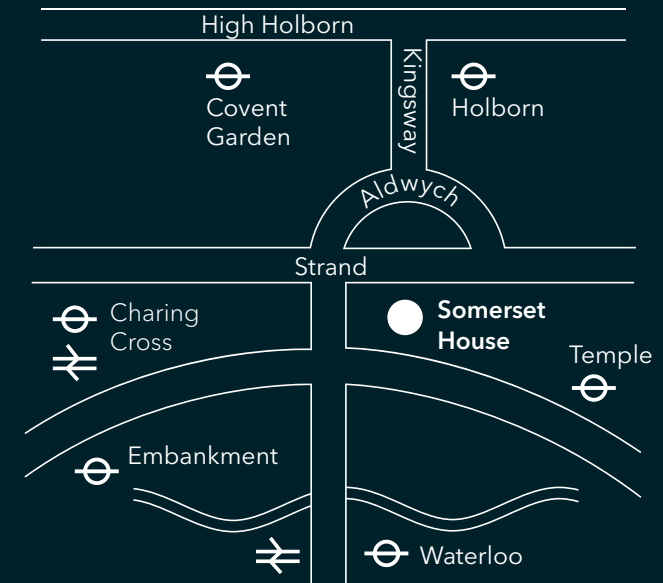 High Holborn
Kingsway
Covent
Garden
Holborn
Aldwych
Strand
Charing
Cross
Somerset
House
Temple
Embankment
Waterloo